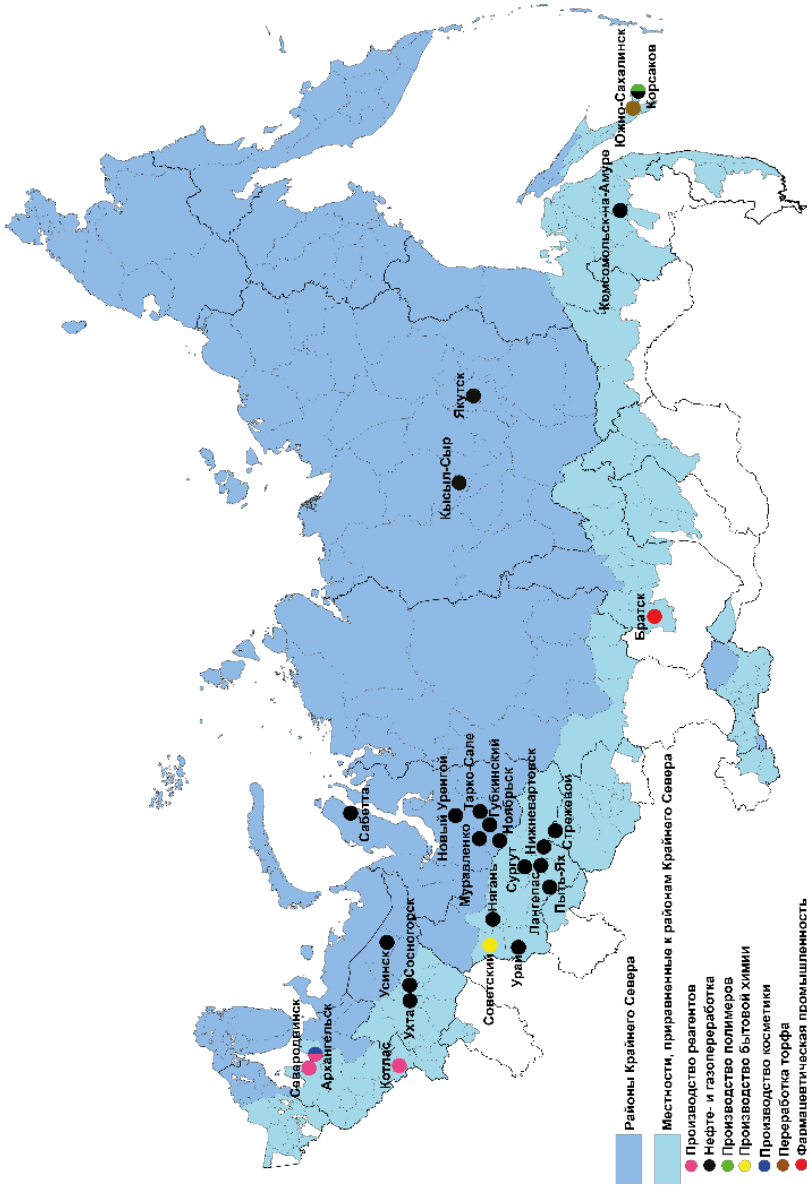 Северодвинск
Архангельск
Котлас
Усинск
Ухта
Сосногорск
Сабетта
Новый Уренгой
Тарко-Сале
Муравленко
Губкинский
Ноябрьск
Советский
Нягань
Урай
Сургут
Лангепас
Нижневартовск
Пыть-Ях
Стрежевой
Кысыл-Сыр
Якутск
Братск
Комсомольск-на-Амуре
Южно-Сахалинск
Корсаков
Районы Крайнего Севера
Местности, приравненные к районам Крайнего Севера
Производство реагентов
Нефте- и газопереработка
Производство полимеров
Производство бытовой химии
Производство косметики
Переработка торфа
Фармацевтическая промышленность